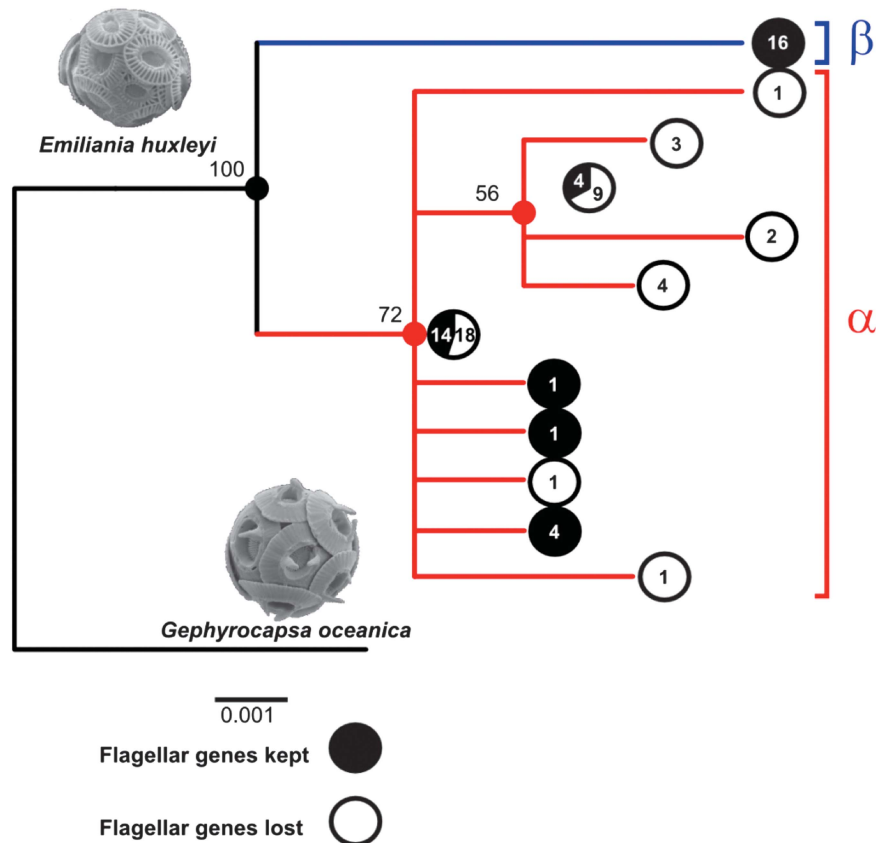 16
β
1
3
Emiliania huxleyi
100
4
9
56
2
4
α
72
14 18
1
1
1
4
1
Gephyrocapsa oceanica
0.001
Flagellar genes kept
Flagellar genes lost